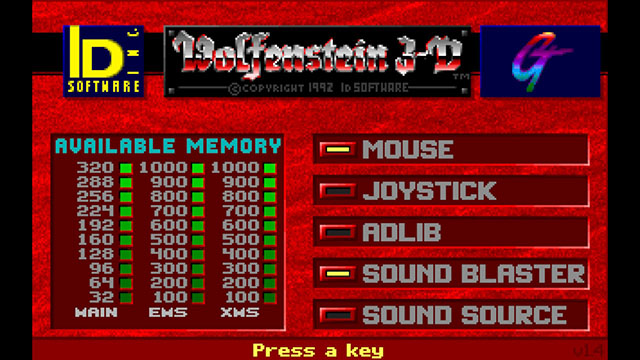 ID
SOFTWARE
INC.
Wolfenstein 3-D
TM
©COPYRIGHT 1992 ID SOFTWARE
G
AVAILABLE MEMORY
320 1000 1000
288 900 900
256 800 800
224 700 700
192 600 600
160 500 500
128 400 400
96 300 300
64 200 200
32 100 100
MAIN EMS XMS
MOUSE
JOYSTICK
ADLIB
SOUND BLASTER
SOUND SOURCE
Press a key
v1.4